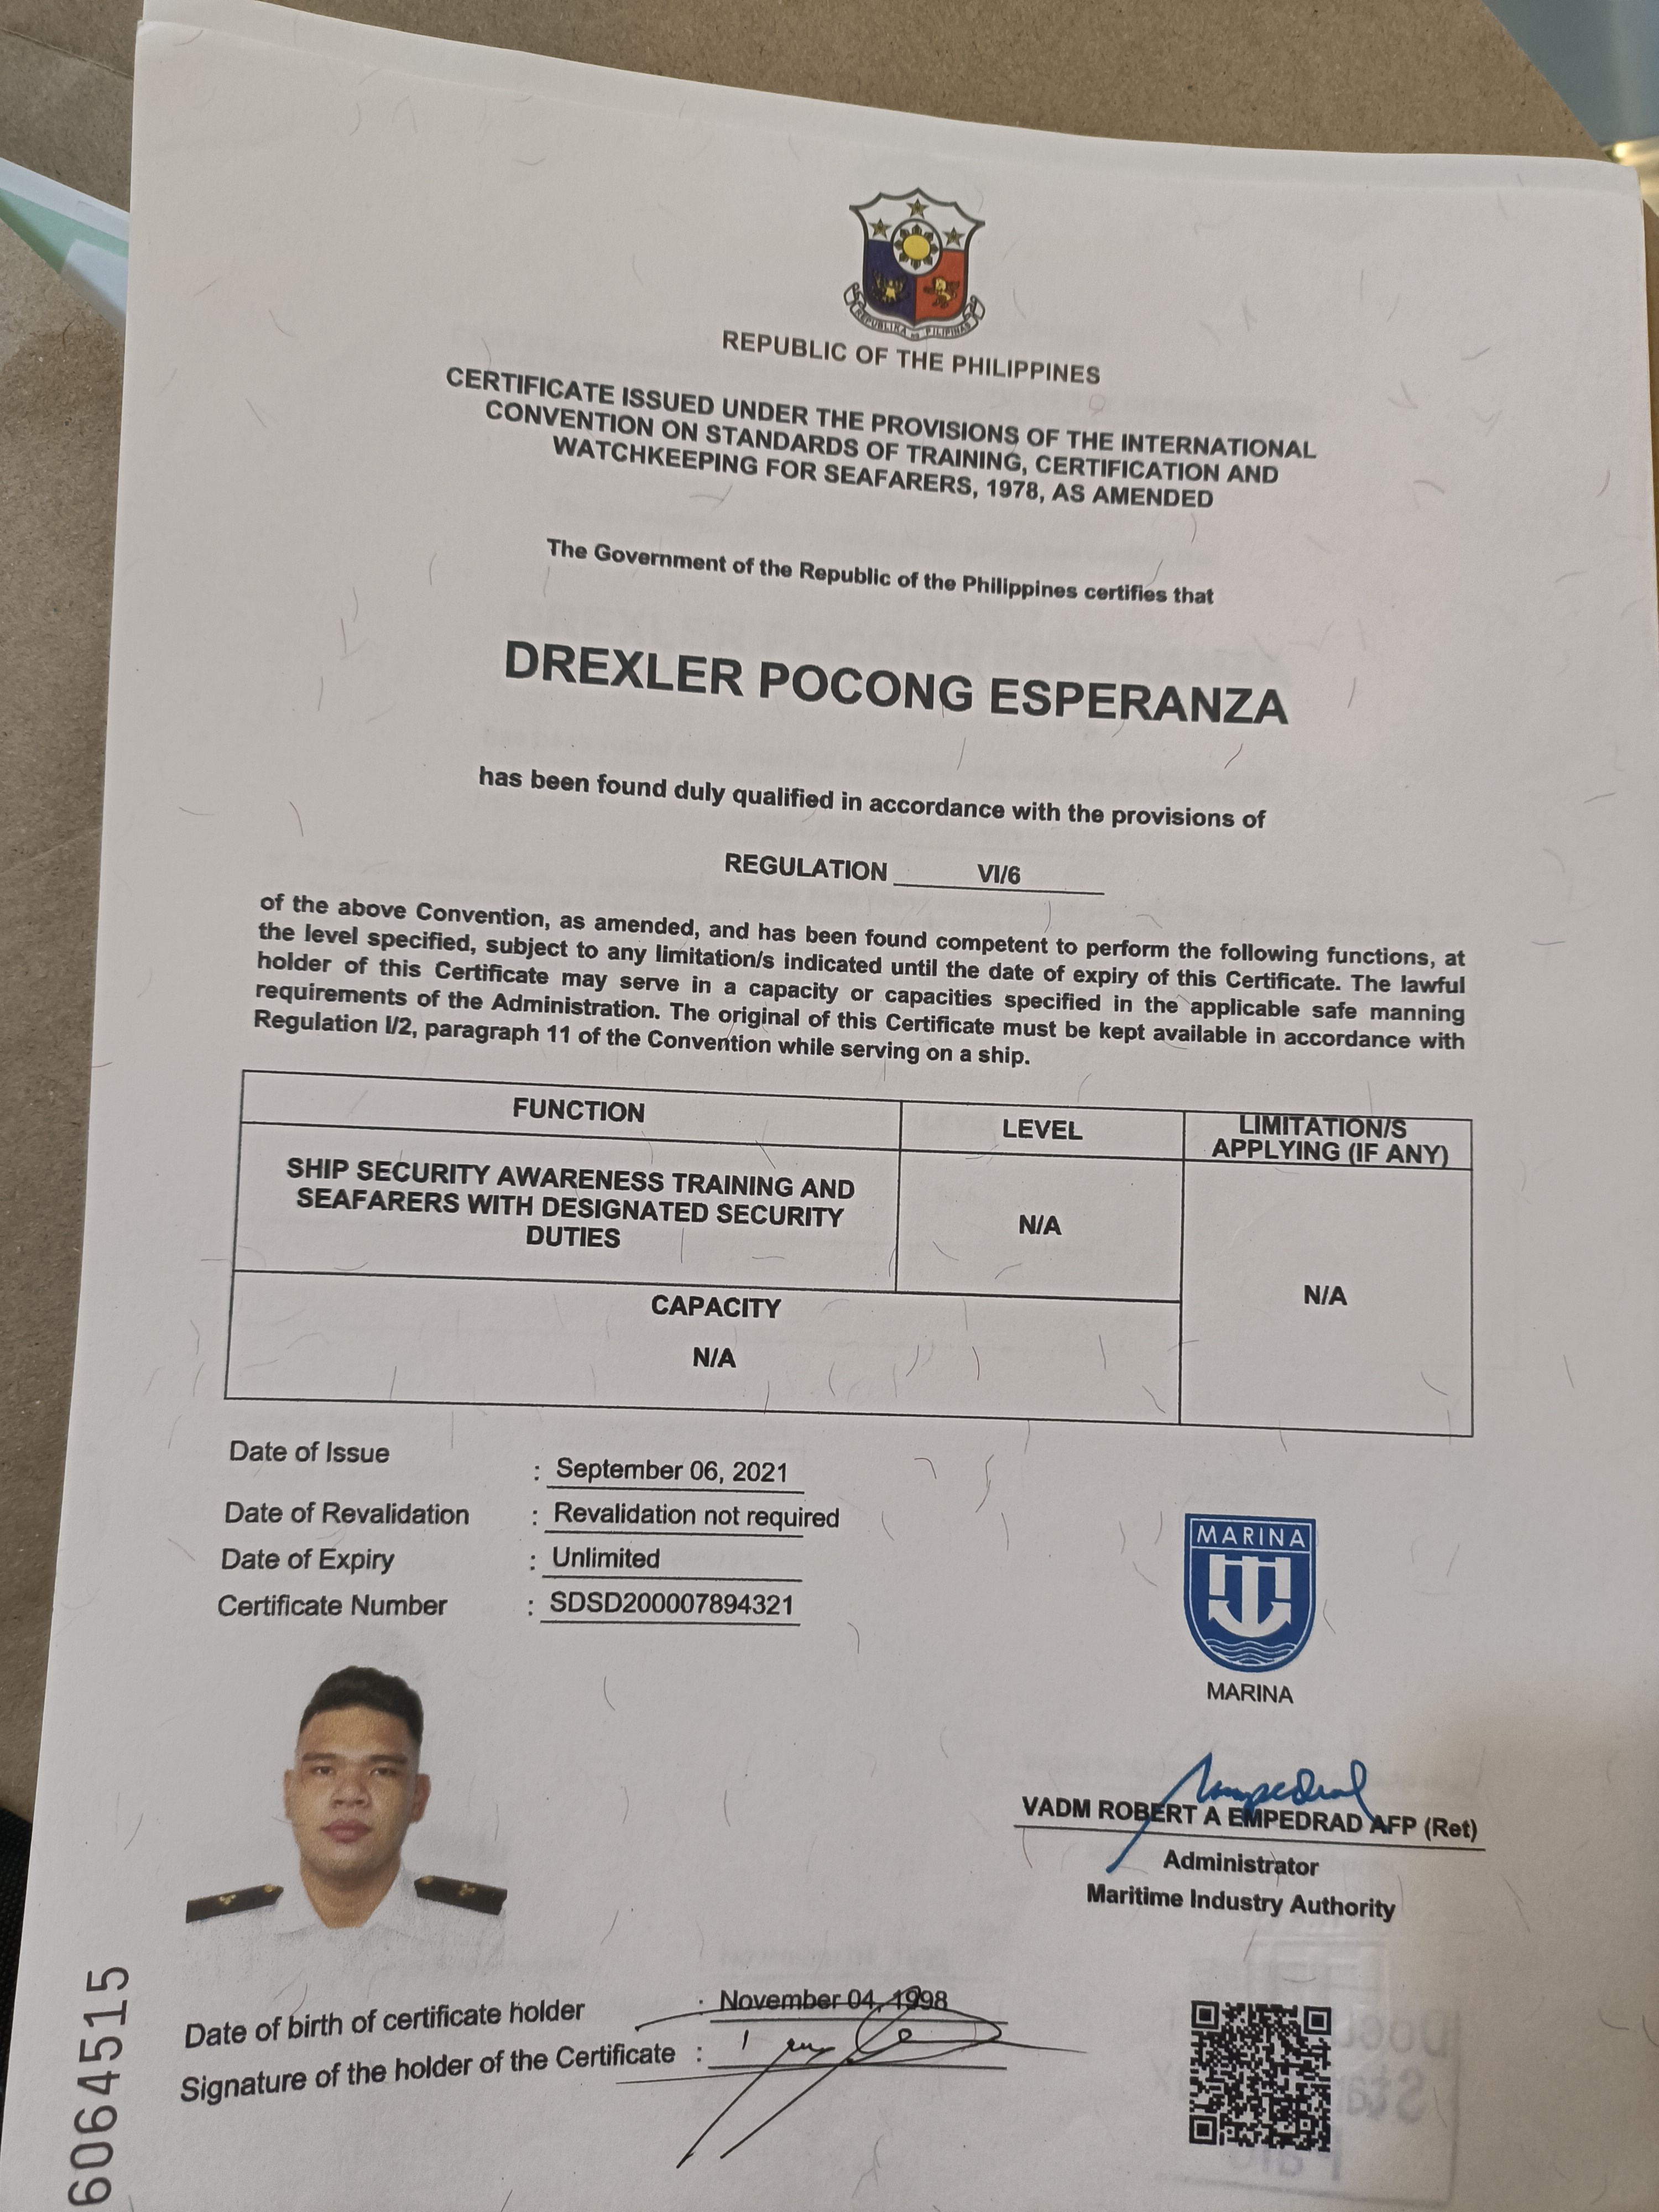 REPUBLIKA NG PILIPINAS
REPUBLIC OF THE PHILIPPINES
CERTIFICATE ISSUED UNDER THE PROVISIONS OF THE INTERNATIONAL
CONVENTION ON STANDARDS OF TRAINING, CERTIFICATION AND
WATCHKEEPING FOR SEAFARERS, 1978, AS AMENDED
The Government of the Republic of the Philippines certifies that
DREXLER POCONG ESPERANZA
has been found duly qualified in accordance with the provisions of
REGULATION VI/6
of the above Convention, as amended, and has been found competent to perform the following functions, at
the level specified, subject to any limitation/s indicated until the date of expiry of this Certificate. The lawful
holder of this Certificate may serve in a capacity or capacities specified in the applicable safe manning
requirements of the Administration. The original of this Certificate must be kept available in accordance with
Regulation I/2, paragraph 11 of the Convention while serving on a ship.
FUNCTION LEVEL LIMITATION/S
APPLYING (IF ANY)
SHIP SECURITY AWARENESS TRAINING AND
SEAFARERS WITH DESIGNATED SECURITY
DUTIES
N/A
N/A
CAPACITY
N/A
Date of Issue : September 06, 2021
Date of Revalidation : Revalidation not required
Date of Expiry : Unlimited
Certificate Number : SDSD200007894321
MARINA
MARINA
VADM ROBERT A EMPEDRAD AFP (Ret)
Administrator
Maritime Industry Authority
Date of birth of certificate holder : November 04, 1998
Signature of the holder of the Certificate :
6064515